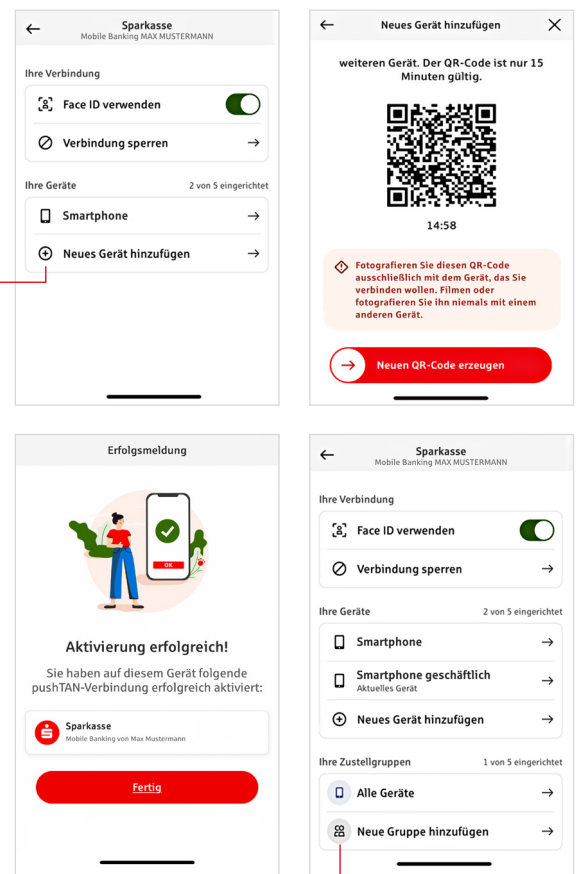 Sparkasse
Mobile Banking MAX MUSTERMANN
Ihre Verbindung
Face ID verwenden
Verbindung sperren
Ihre Geräte 2 von 5 eingerichtet
Smartphone
Neues Gerät hinzufügen
Neues Gerät hinzufügen
weiteren Gerät. Der QR-Code ist nur 15
Minuten gültig.
14:58
Fotografieren Sie diesen QR-Code
ausschließlich mit dem Gerät, das Sie
verbinden wollen. Filmen oder
fotografieren Sie ihn niemals mit einem
anderen Gerät.
Neuen QR-Code erzeugen
Erfolgsmeldung
OK
Aktivierung erfolgreich!
Sie haben auf diesem Gerät folgende
pushTAN-Verbindung erfolgreich aktiviert:
Sparkasse
Mobile Banking von Max Mustermann
Fertig
Sparkasse
Mobile Banking MAX MUSTERMANN
Ihre Verbindung
Face ID verwenden
Verbindung sperren
Ihre Geräte 2 von 5 eingerichtet
Smartphone
Smartphone geschäftlich
Aktuelles Gerät
Neues Gerät hinzufügen
Ihre Zustellgruppen 1 von 5 eingerichtet
Alle Geräte
Neue Gruppe hinzufügen